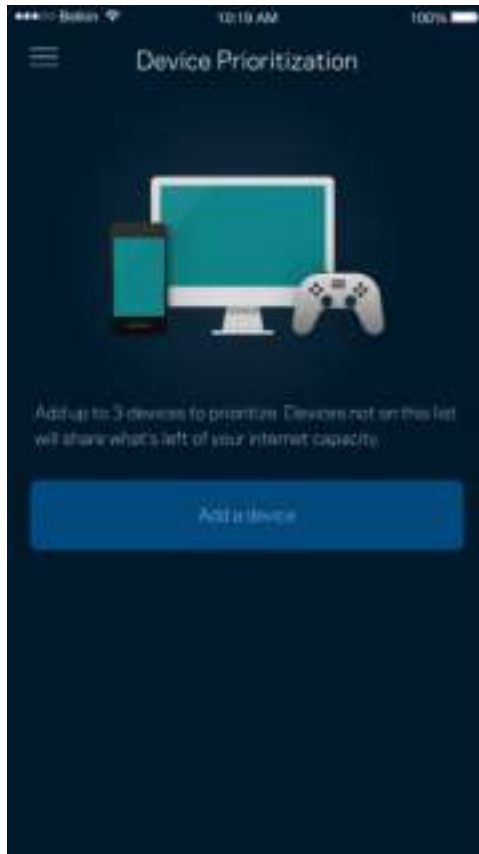 Belkin 10:19 AM 100%
Device Prioritization
Add up to 3 devices to prioritize. Devices not on this list
will share what's left of your internet capacity.
Add a device